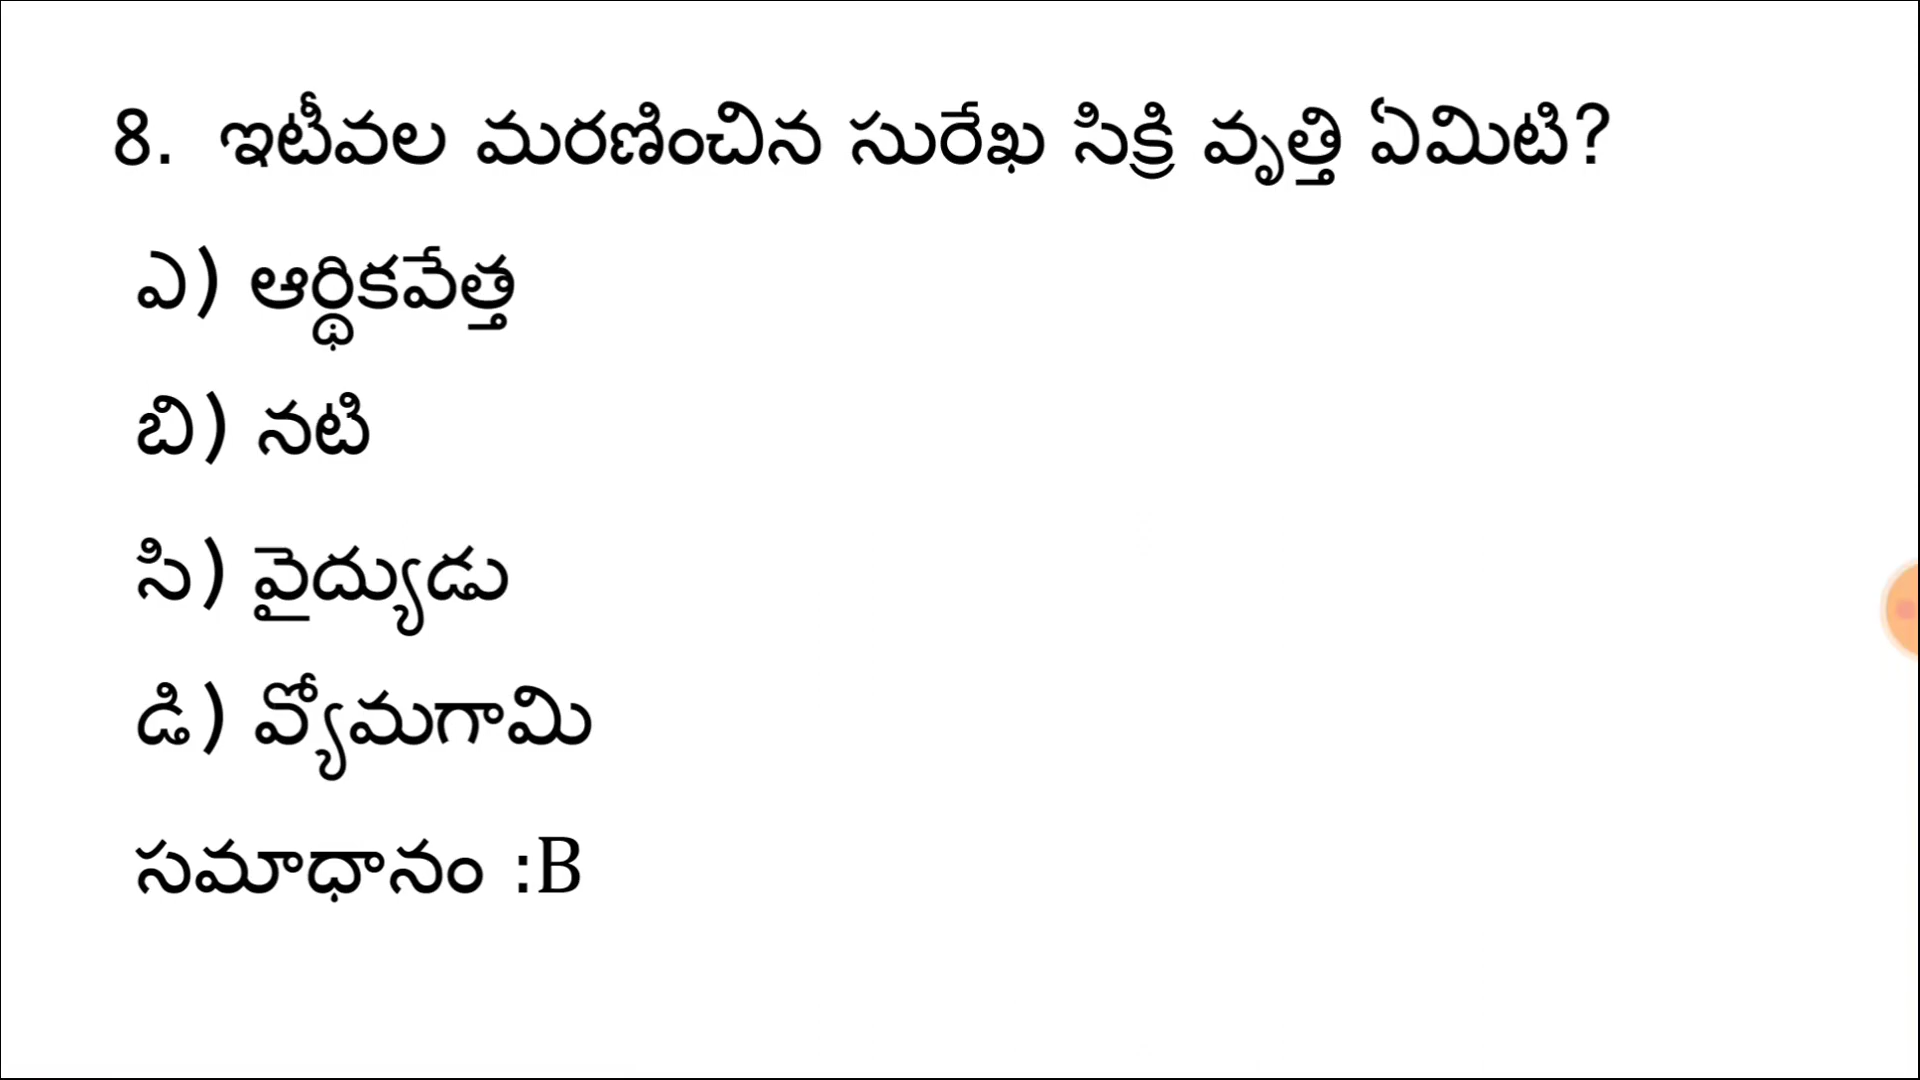 8. ఇటీవల మరణించిన సురేఖ సిక్రి వృత్తి ఏమిటి?
ఎ) ఆర్థికవేత్త
బి) నటి
సి) వైద్యుడు
డి) వ్యోమగామి
సమాధానం :B